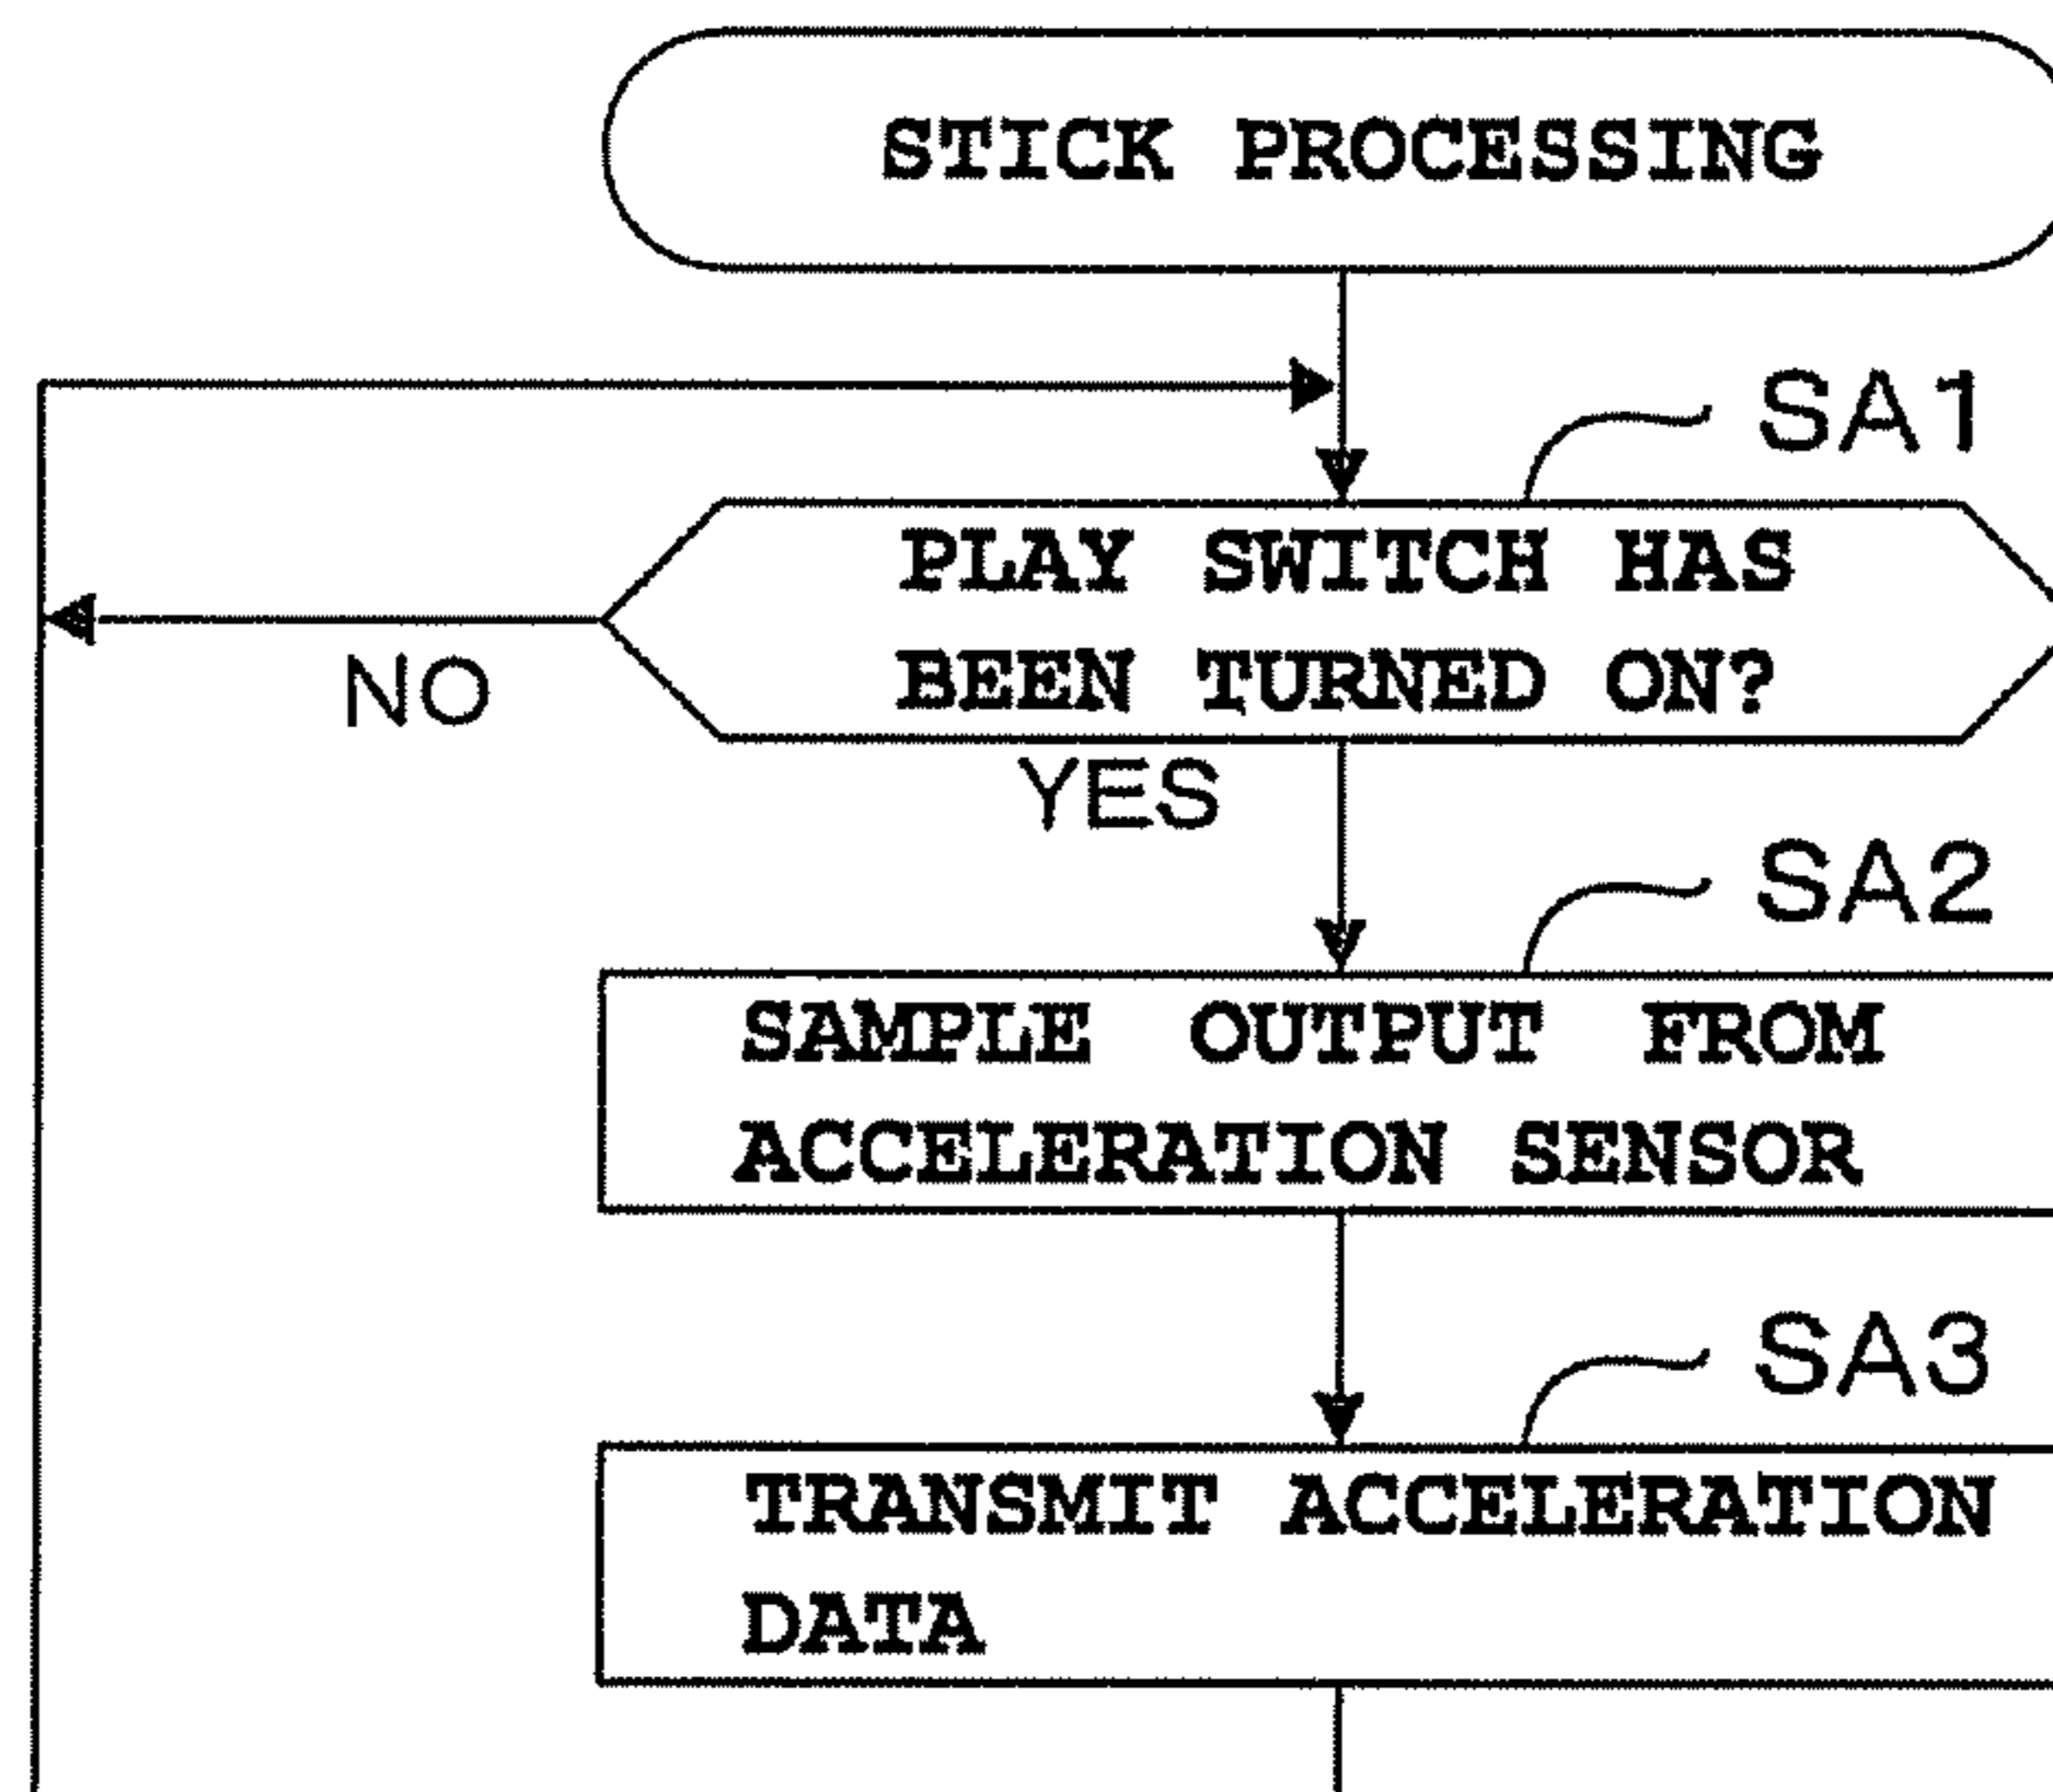 STICK PROCESSING
SA1
PLAY SWITCH HAS
BEEN TURNED ON?
NO
YES
SA2
SAMPLE OUTPUT FROM
ACCELERATION SENSOR
SA3
TRANSMIT ACCELERATION
DATA